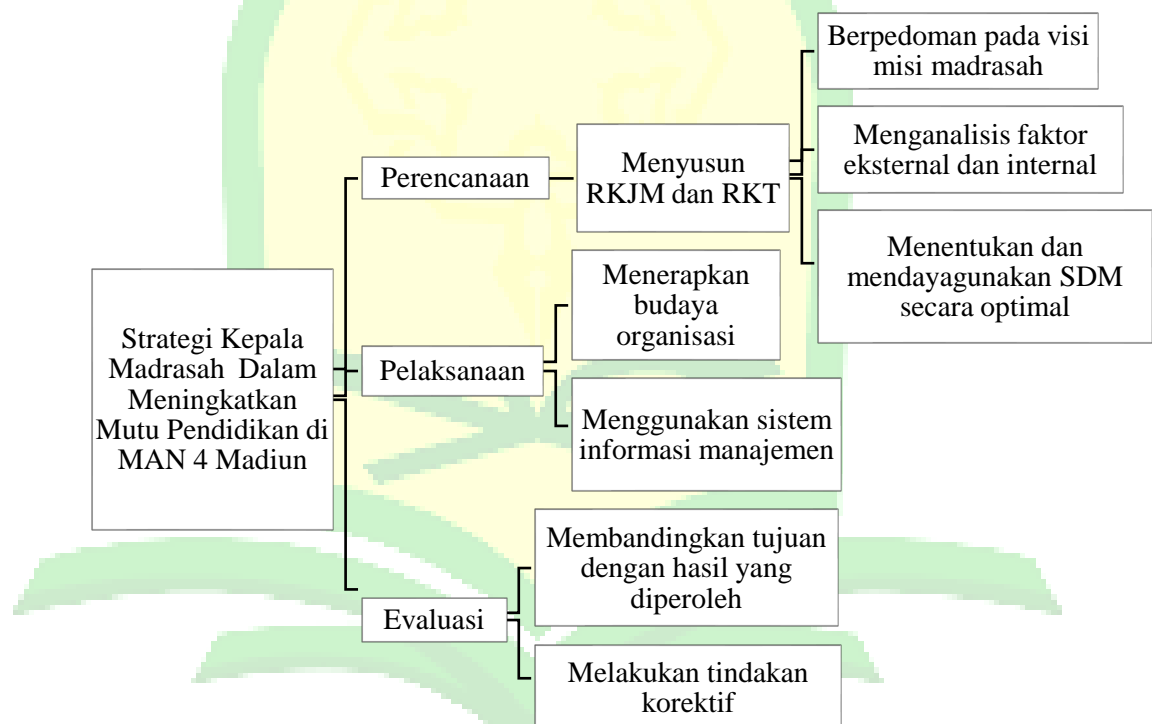 Strategi Kepala
Madrasah Dalam
Meningkatkan
Mutu Pendidikan di
MAN 4 Madiun
Perencanaan
Menyusun
RKJM dan RKT
Berpedoman pada visi
misi madrasah
Menganalisis faktor
eksternal dan internal
Menentukan dan
mendayagunakan SDM
secara optimal
Pelaksanaan
Menerapkan
budaya
organisasi
Menggunakan sistem
informasi manajemen
Evaluasi
Membandingkan tujuan
dengan hasil yang
diperoleh
Melakukan tindakan
korektif